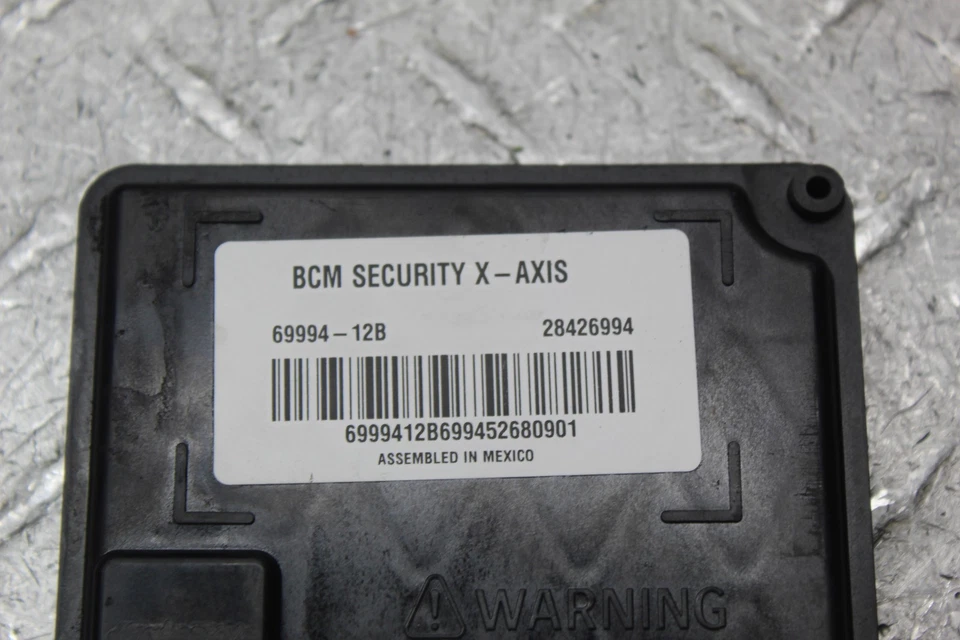 BCM SECURITY X-AXIS
69994-12B 28426994
6999412B699452680901
ASSEMBLED IN MEXICO
WARNING